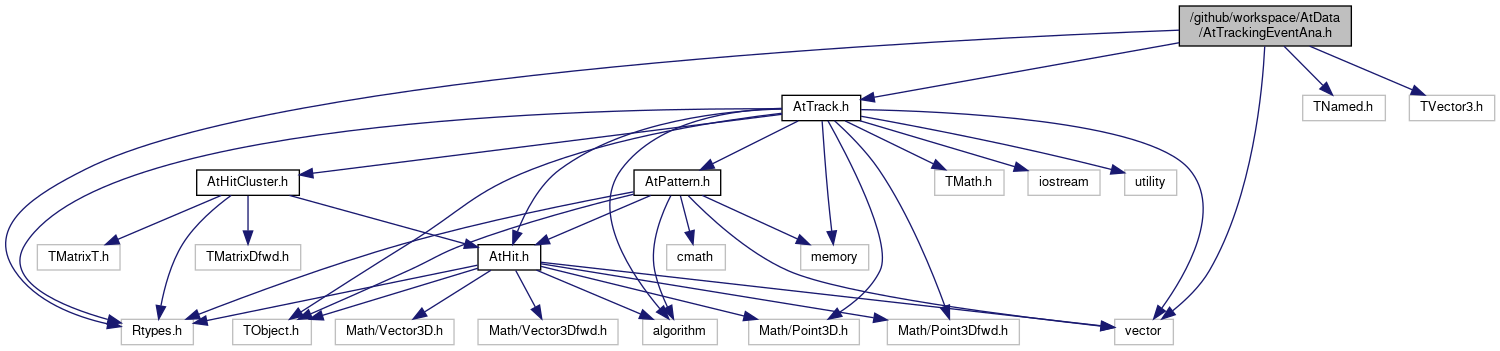 /github/workspace/AtData
/AtTrackingEventAna.h
AtTrack.h
TNamed.h
TVector3.h
AtHitCluster.h
AtPattern.h
TMath.h
iostream
utility
TMatrixT.h
TMatrixDfwd.h
AtHit.h
cmath
memory
Rtypes.h
TObject.h
Math/Vector3D.h
Math/Vector3Dfwd.h
algorithm
Math/Point3D.h
Math/Point3Dfwd.h
vector